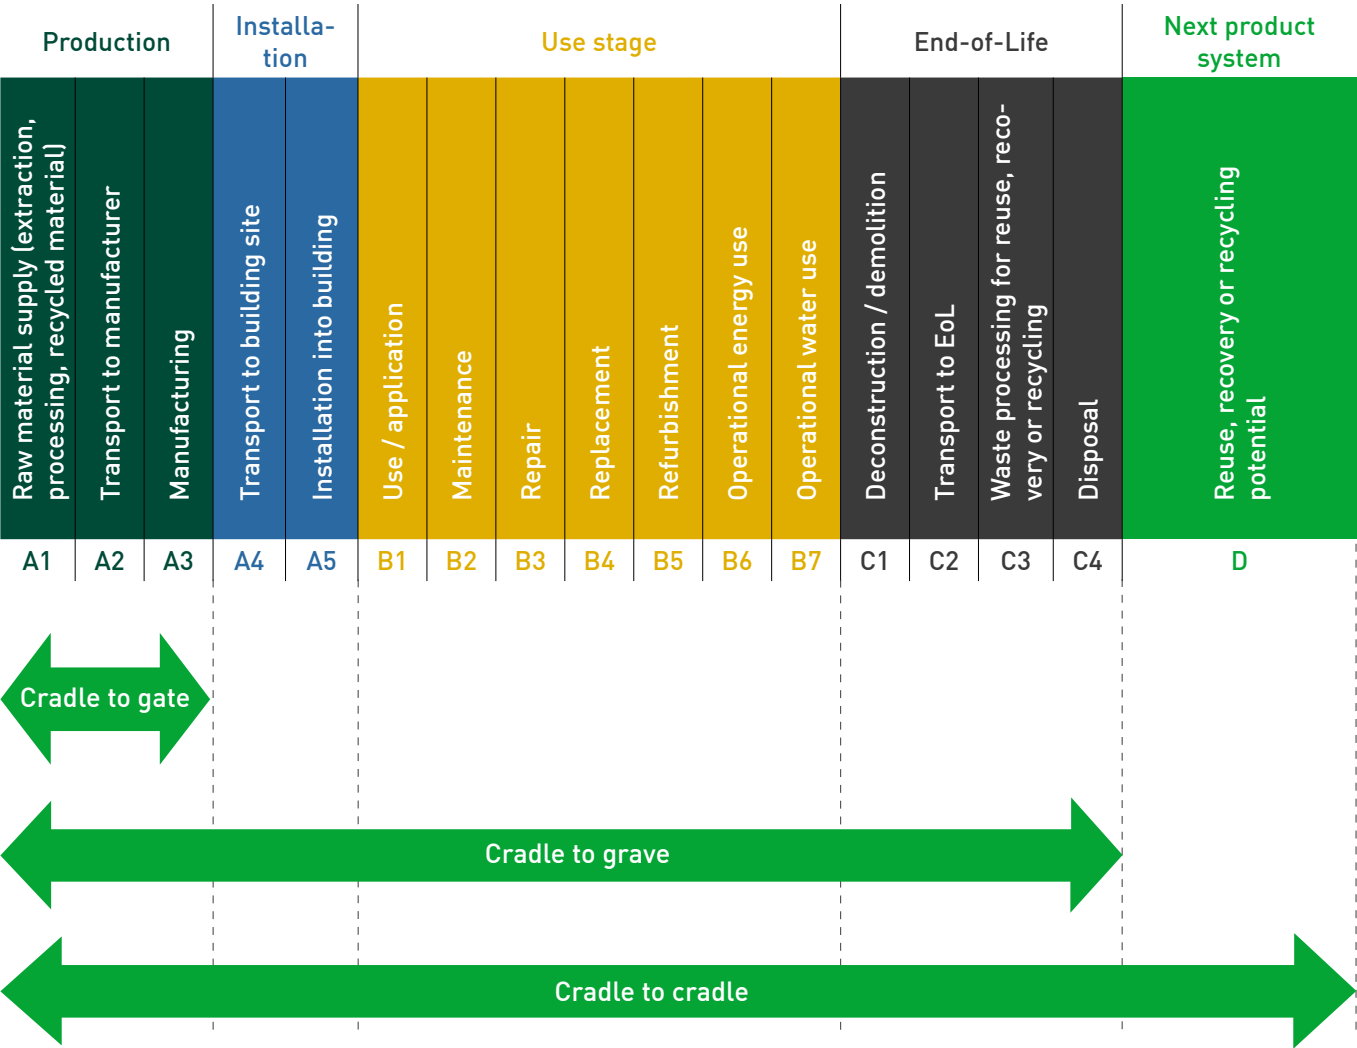 Production
Installa-
tion
Use stage
End-of-Life
Next product
system
Raw material supply (extraction,
processing, recycled material)
Transport to manufacturer
Manufacturing
Transport to building site
Installation into building
Use / application
Maintenance
Repair
Replacement
Refurbishment
Operational energy use
Operational water use
Deconstruction / demolition
Transport to EoL
Waste processing for reuse, reco-
very or recycling
Disposal
Reuse, recovery or recycling
potential
A1 A2 A3 A4 A5 B1 B2 B3 B4 B5 B6 B7 C1 C2 C3 C4 D
Cradle to gate
Cradle to grave
Cradle to cradle